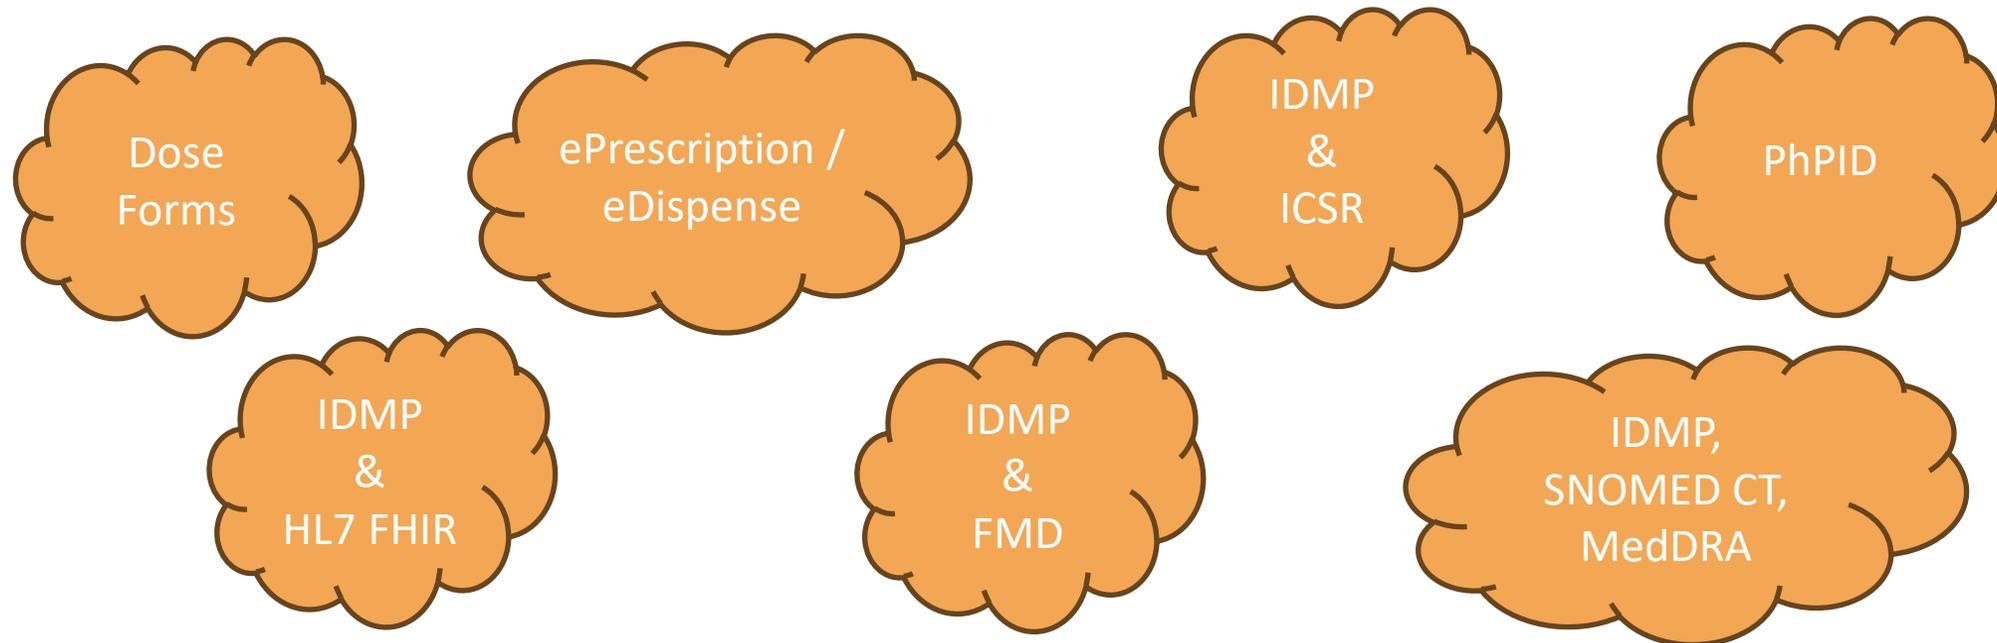 Dose
Forms
ePrescription /
eDispense
IDMP
&
ICSR
PhPID
IDMP
&
HL7 FHIR
IDMP
&
FMD
IDMP,
SNOMED CT,
MedDRA